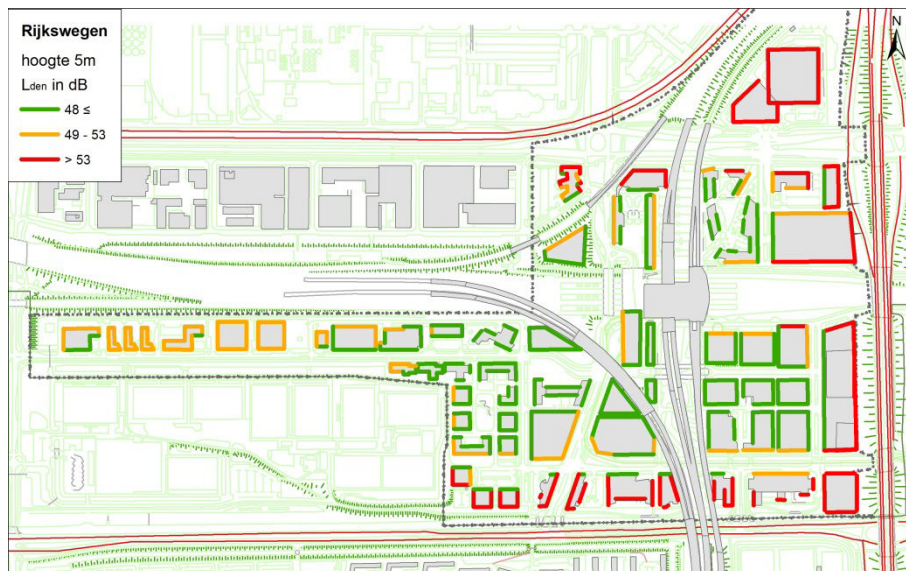 Rijkswegen
hoogte 5m
Lden in dB
48 ≤
49 - 53
> 53
N